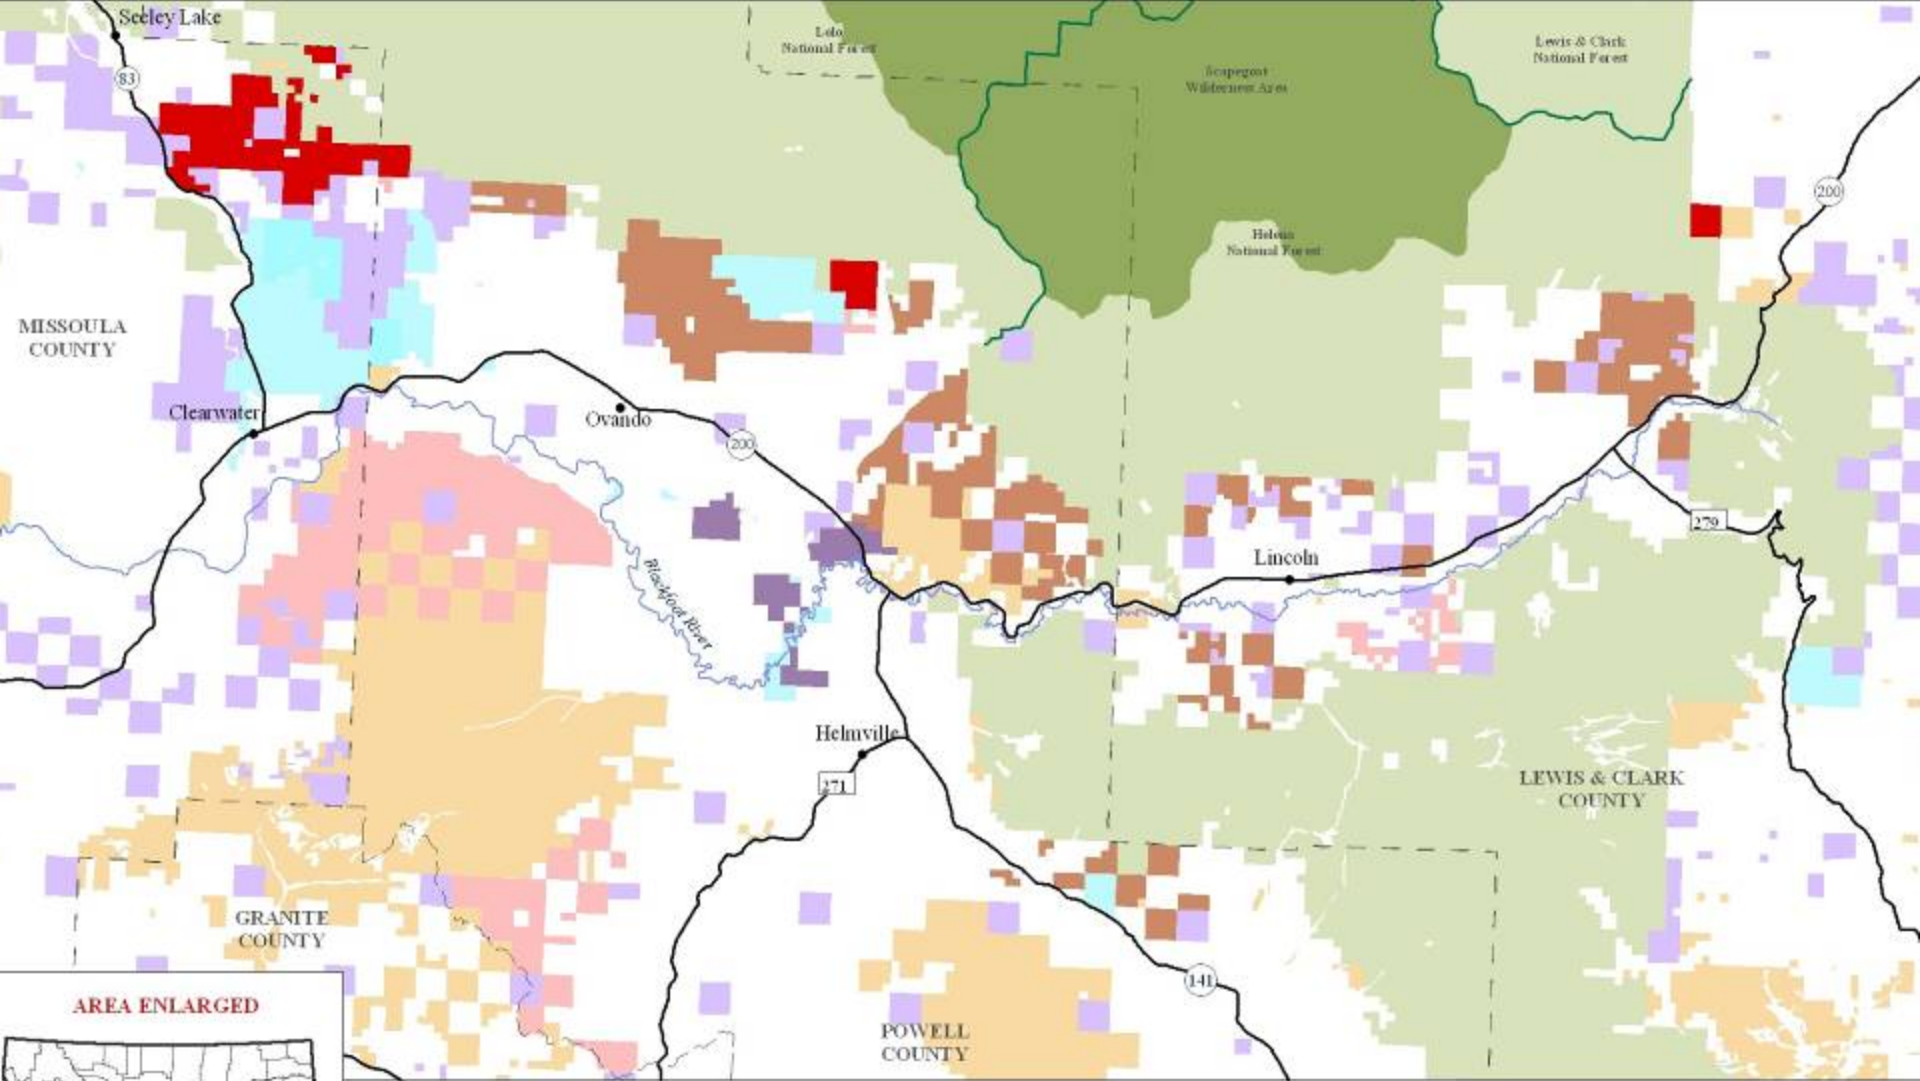 Seeley Lake
Lolo
National Forest
Lewis & Clark
National Forest
Scapegoat
Wilderness Area
83
200
Helena
National Forest
MISSOULA
COUNTY
Clearwater
Ovando
200
279
Lincoln
Blackfoot River
Helmville
271
LEWIS & CLARK
COUNTY
GRANITE
COUNTY
141
AREA ENLARGED
POWELL
COUNTY